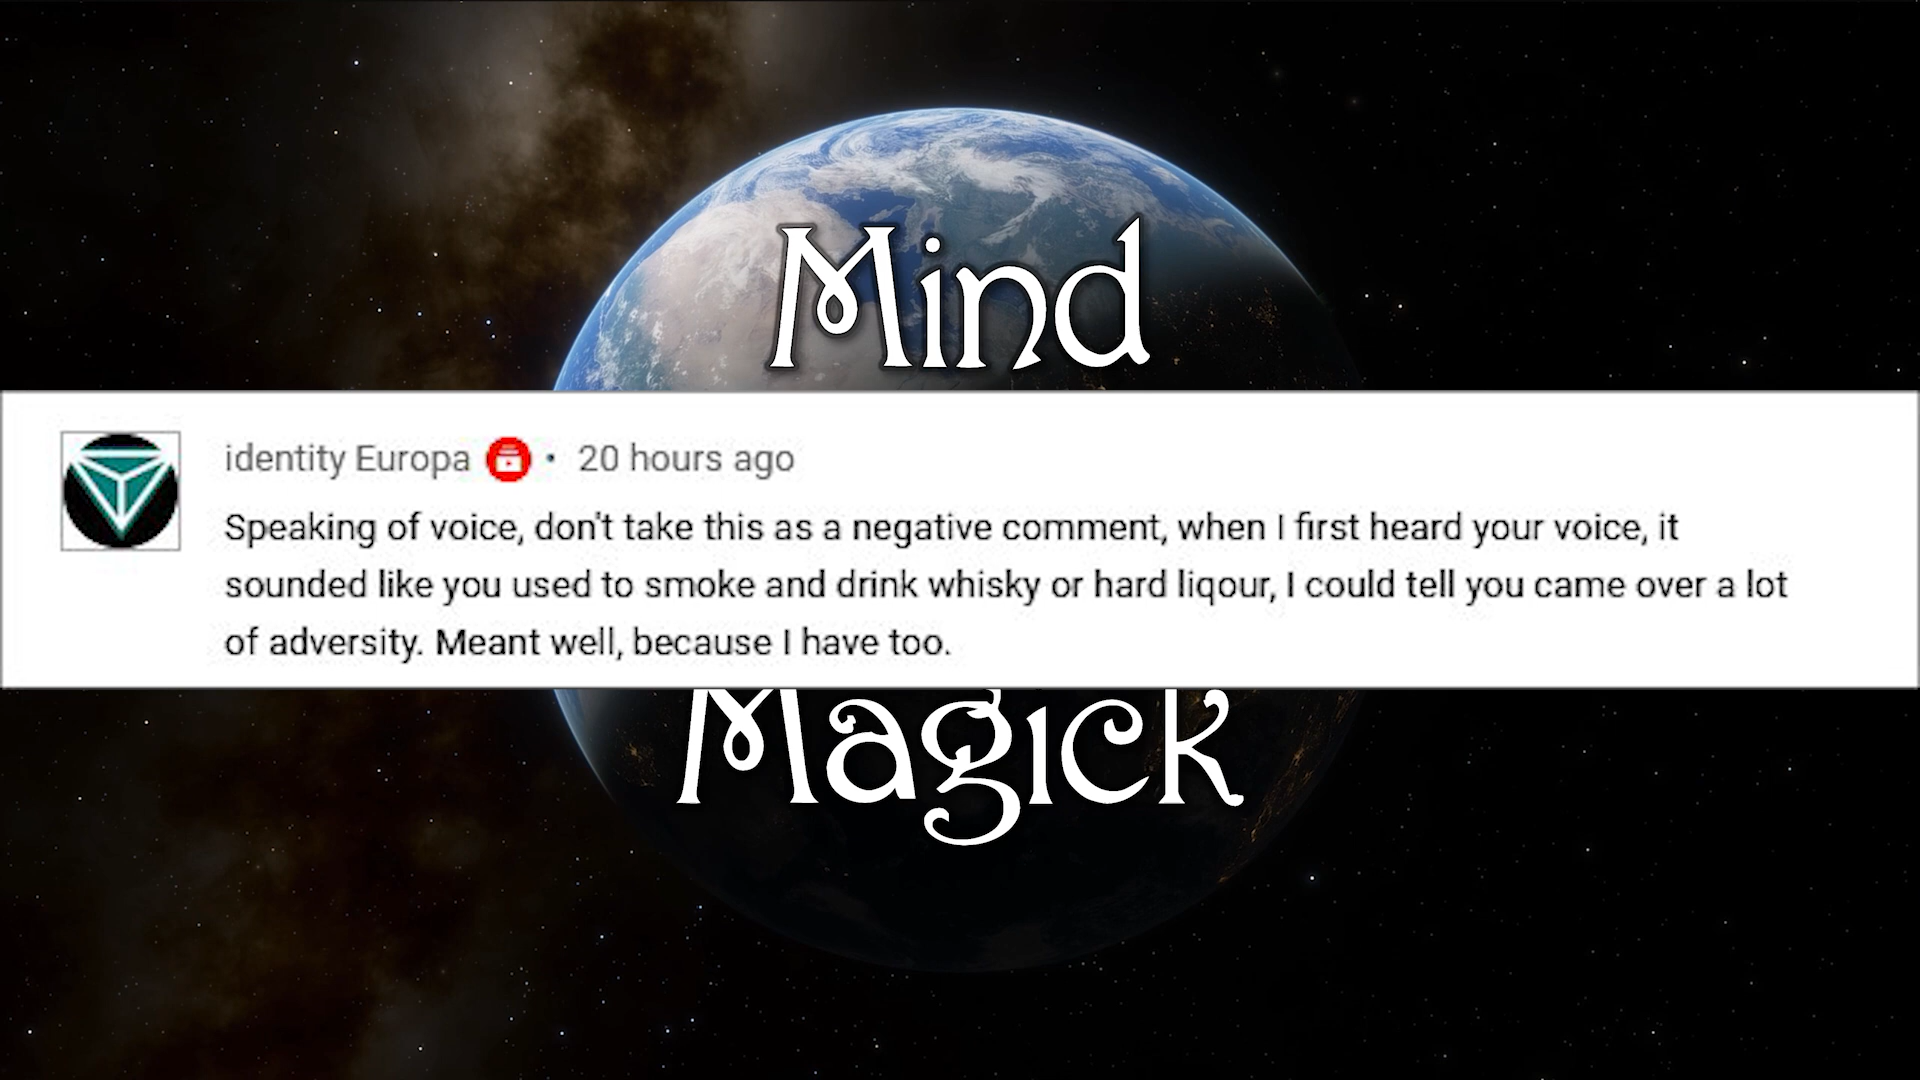 Mind
identity Europa • 20 hours ago
Speaking of voice, don't take this as a negative comment, when I first heard your voice, it
sounded like you used to smoke and drink whisky or hard liqour, I could tell you came over a lot
of adversity. Meant well, because I have too.
Magick